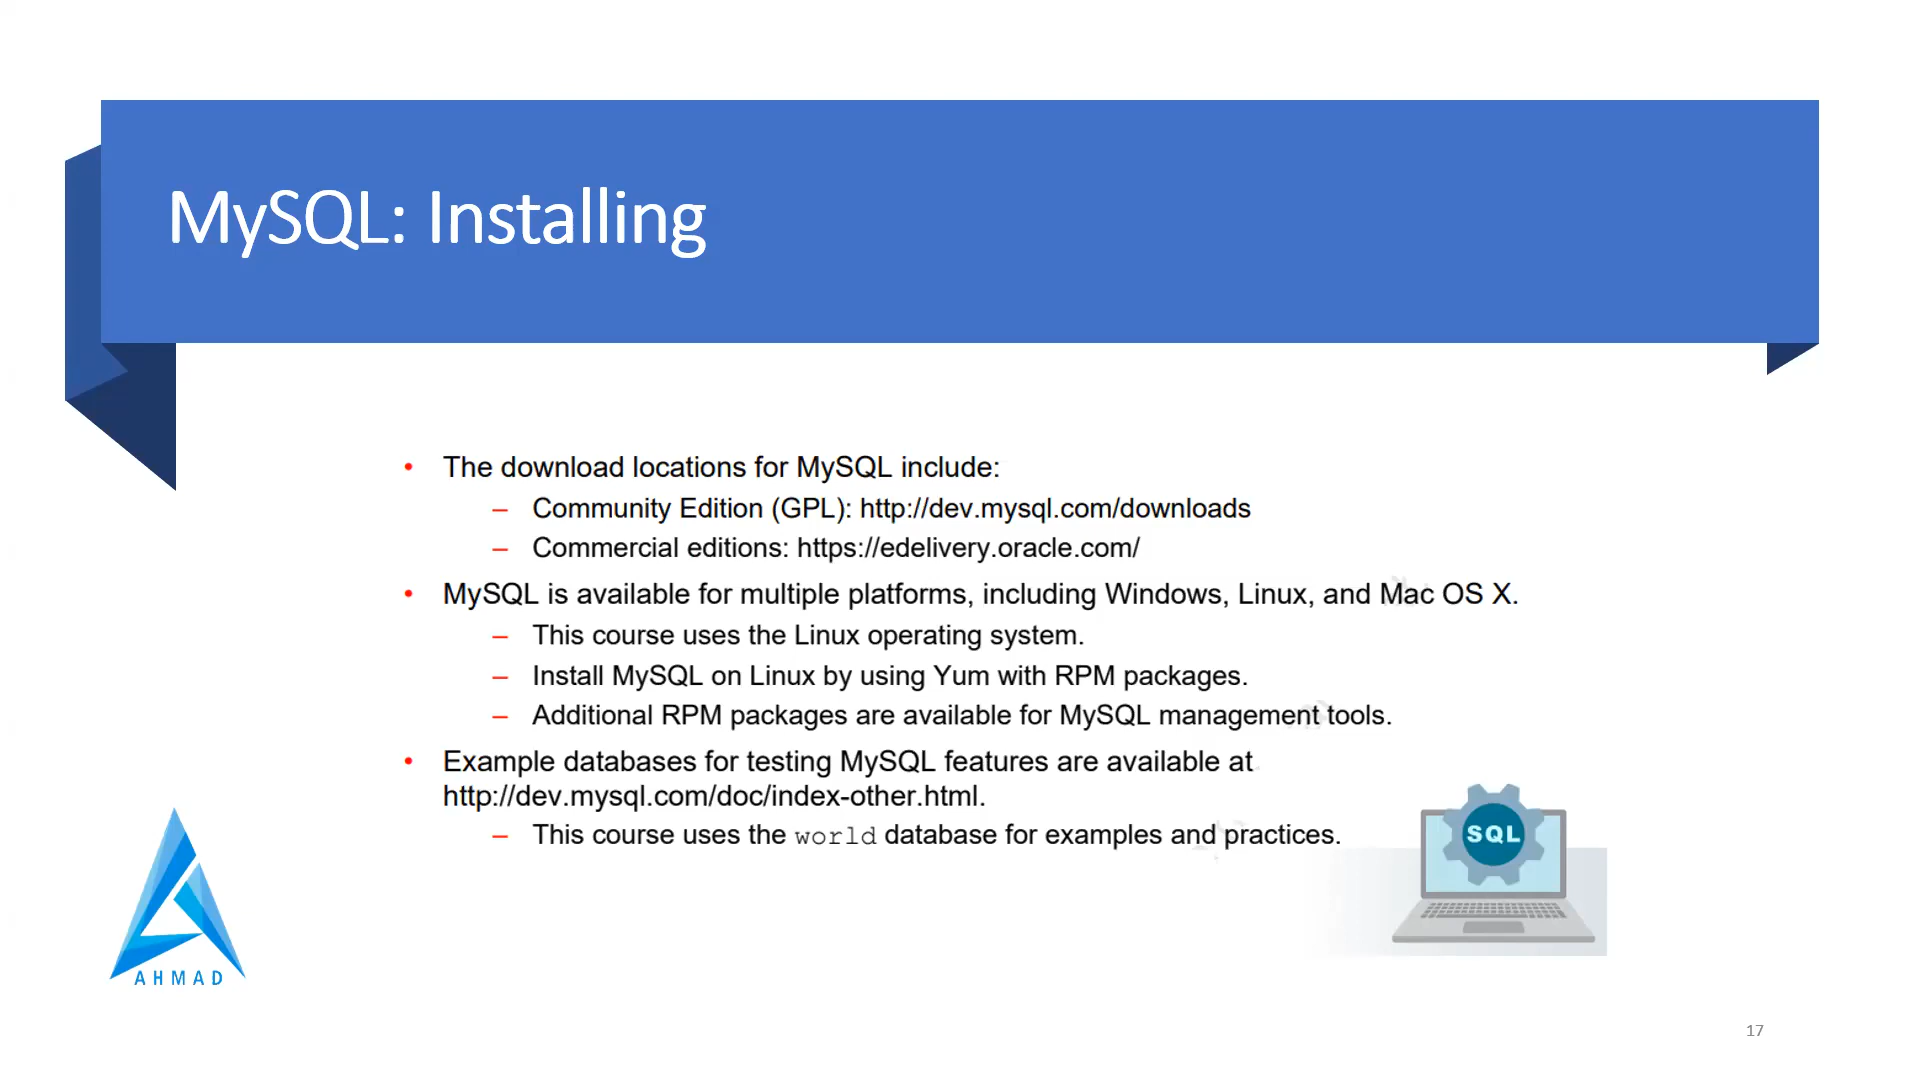 MySQL: Installing
• The download locations for MySQL include:
– Community Edition (GPL): http://dev.mysql.com/downloads
– Commercial editions: https://edelivery.oracle.com/
• MySQL is available for multiple platforms, including Windows, Linux, and Mac OS X.
– This course uses the Linux operating system.
– Install MySQL on Linux by using Yum with RPM packages.
– Additional RPM packages are available for MySQL management tools.
• Example databases for testing MySQL features are available at
http://dev.mysql.com/doc/index-other.html.
– This course uses the world database for examples and practices.
SQL
AHMAD
17